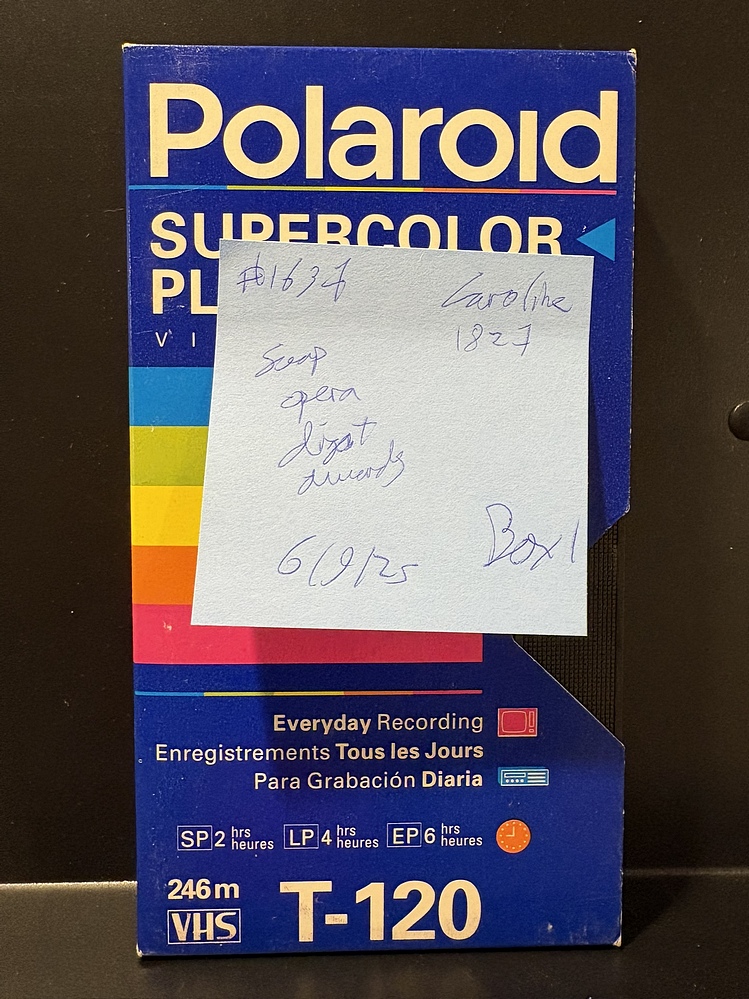 Polaroid
SUPERCOLOR
PL
V I
#1637
Caroline
1827
Soap
opera
digest
awards
6/9/25
Box 1
Everyday Recording
Enregistrements Tous les Jours
Para Grabación Diaria
SP 2 hrs heures LP 4 hrs heures EP 6 hrs heures
246 m
VHS
T-120